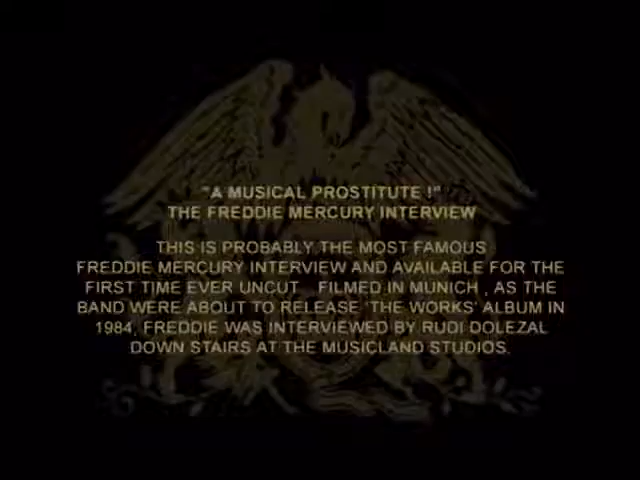 "A MUSICAL PROSTITUTE !"
THE FREDDIE MERCURY INTERVIEW
THIS IS PROBABLY THE MOST FAMOUS
FREDDIE MERCURY INTERVIEW AND AVAILABLE FOR THE
FIRST TIME EVER UNCUT . FILMED IN MUNICH , AS THE
BAND WERE ABOUT TO RELEASE 'THE WORKS' ALBUM IN
1984, FREDDIE WAS INTERVIEWED BY RUDI DOLEZAL
DOWN STAIRS AT THE MUSICLAND STUDIOS.